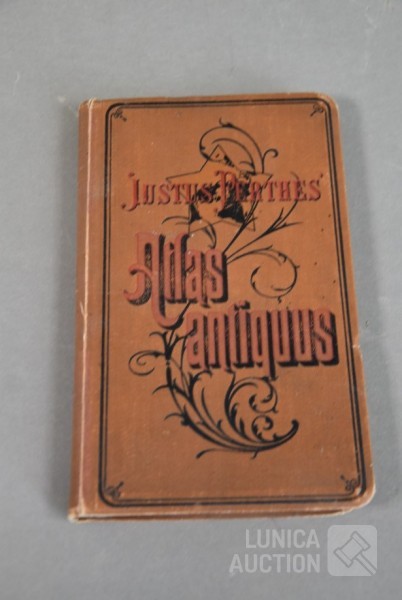 JUSTUS PERTHES'
Atlas
antiquus
LUNICA
AUCTION